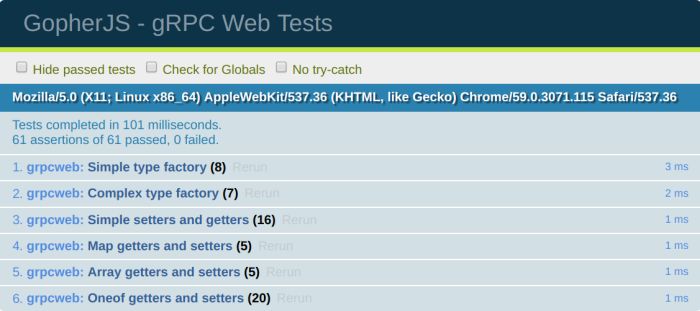 GopherJS - gRPC Web Tests
Hide passed tests Check for Globals No try-catch
Mozilla/5.0 (X11; Linux x86_64) AppleWebKit/537.36 (KHTML, like Gecko) Chrome/59.0.3071.115 Safari/537.36
Tests completed in 101 milliseconds.
61 assertions of 61 passed, 0 failed.
1. grpcweb: Simple type factory (8) Rerun 3 ms
2. grpcweb: Complex type factory (7) Rerun 2 ms
3. grpcweb: Simple setters and getters (16) Rerun 1 ms
4. grpcweb: Map getters and setters (5) Rerun 1 ms
5. grpcweb: Array getters and setters (5) Rerun 1 ms
6. grpcweb: Oneof getters and setters (20) Rerun 1 ms